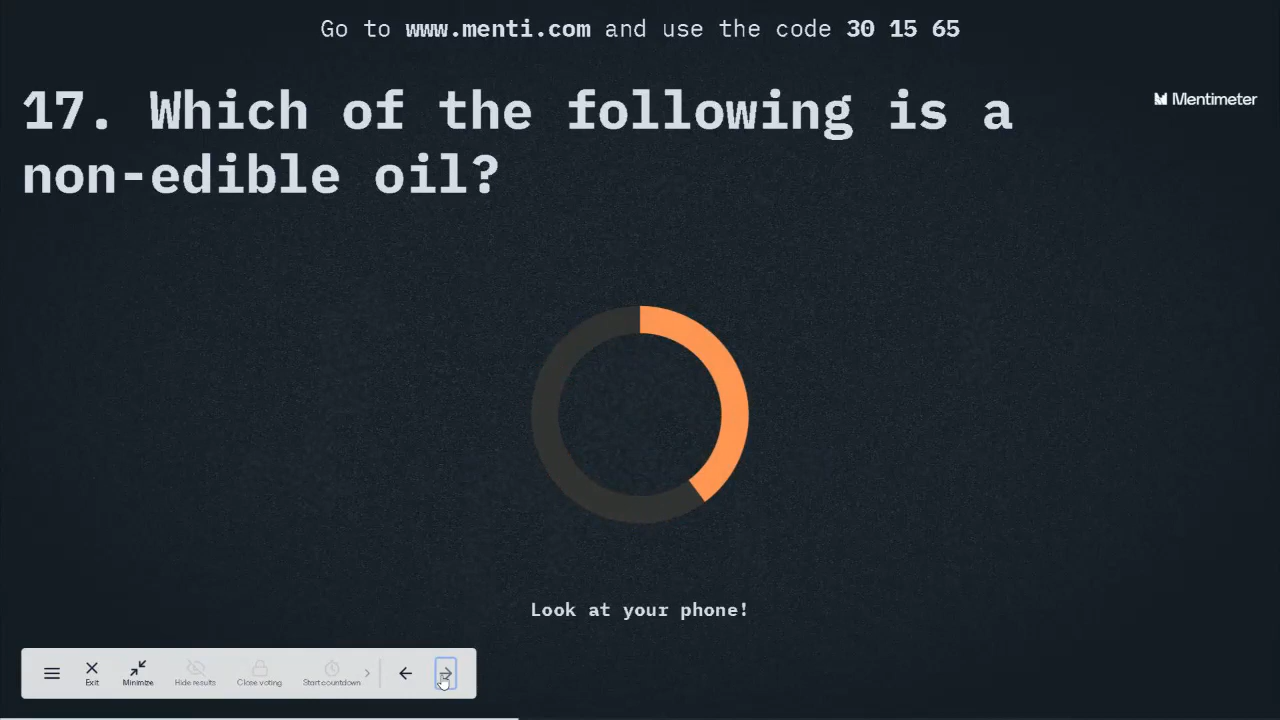 Go to www.menti.com and use the code 30 15 65
Mentimeter
17. Which of the following is a
non-edible oil?
Look at your phone!
Exit
Minimize
Hide results
Close voting
Start countdown